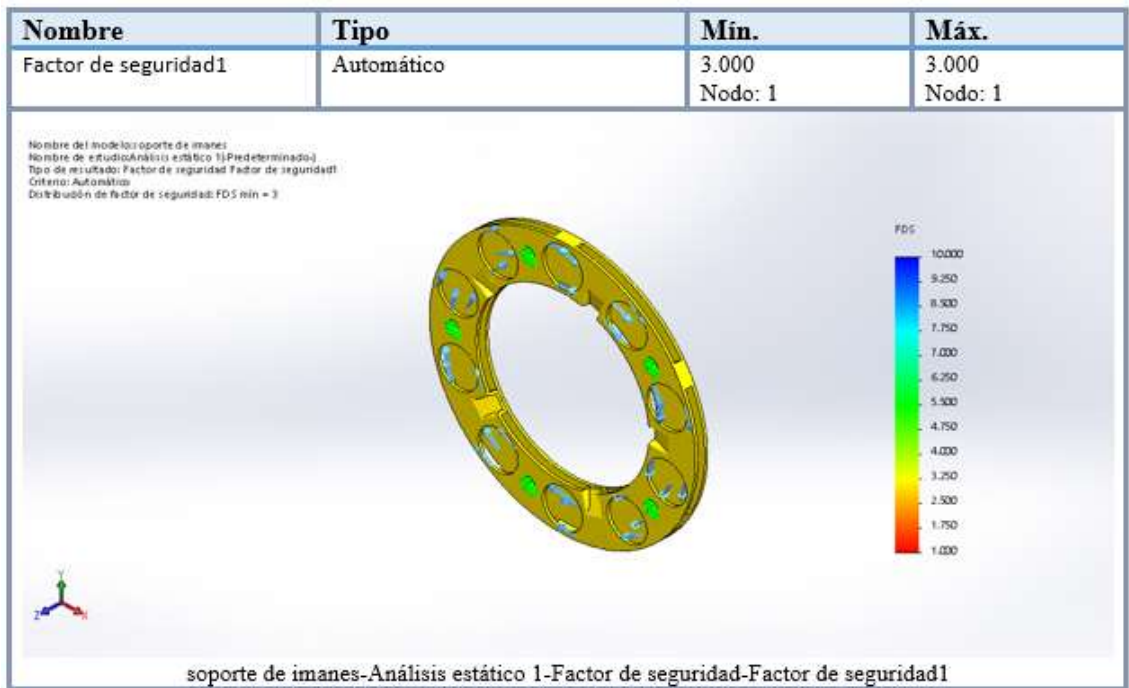 Nombre Tipo Mín. Máx.
Factor de seguridad1 Automático 3.000 3.000
Nodo: 1 Nodo: 1
Nombre del modelo:soporte de imanes
Nombre de estudio:Análisis estático 1(-Predeterminado-)
Tipo de resultado: Factor de seguridad Factor de seguridad1
Criterio: Automático
Distribución de factor de seguridad: FDS mín = 3
FDS
10.000
9.250
8.500
7.750
7.000
6.250
5.500
4.750
4.000
3.250
2.500
1.750
1.000
Y
Z X
soporte de imanes-Análisis estático 1-Factor de seguridad-Factor de seguridad1